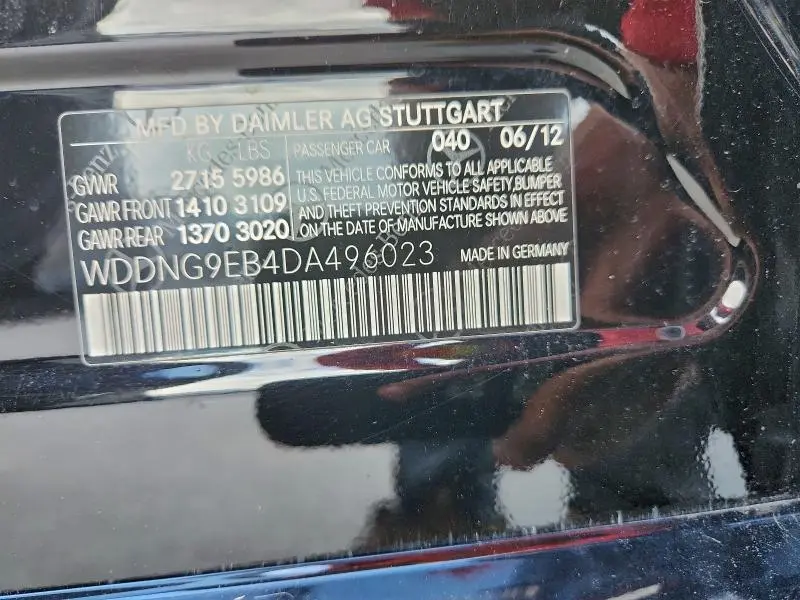 MFD BY DAIMLER AG STUTTGART
KG LBS PASSENGER CAR 040 06/12
GVWR 2715 5986
GAWR FRONT 1410 3109
GAWR REAR 1370 3020
THIS VEHICLE CONFORMS TO ALL APPLICABLE
U.S. FEDERAL MOTOR VEHICLE SAFETY, BUMPER
AND THEFT PREVENTION STANDARDS IN EFFECT
ON THE DATE OF MANUFACTURE SHOWN ABOVE
WDDNG9EB4DA496023 MADE IN GERMANY